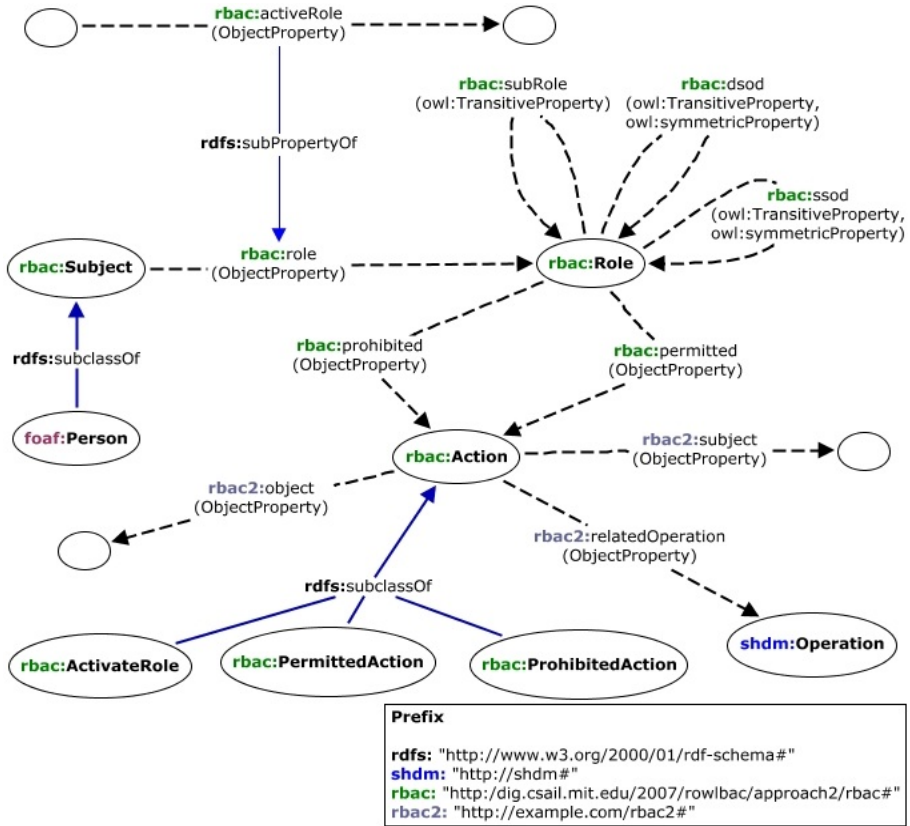 rbac:activeRole
(ObjectProperty)
rbac:subRole
(owl:TransitiveProperty)
rbac:dsod
(owl:TransitiveProperty,
owl:symmetricProperty)
rdfs:subPropertyOf
rbac:ssod
(owl:TransitiveProperty,
owl:symmetricProperty)
rbac:Subject
rbac:role
(ObjectProperty)
rbac:Role
rdfs:subclassOf
rbac:prohibited
(ObjectProperty)
rbac:permitted
(ObjectProperty)
foaf:Person
rbac:Action
rbac2:subject
(ObjectProperty)
rbac2:object
(ObjectProperty)
rbac2:relatedOperation
(ObjectProperty)
rdfs:subclassOf
rbac:ActivateRole
rbac:PermittedAction
rbac:ProhibitedAction
shdm:Operation
Prefix
rdfs: "http://www.w3.org/2000/01/rdf-schema#"
shdm: "http://shdm#"
rbac: "http:/dig.csail.mit.edu/2007/rowlbac/approach2/rbac#"
rbac2: "http://example.com/rbac2#"